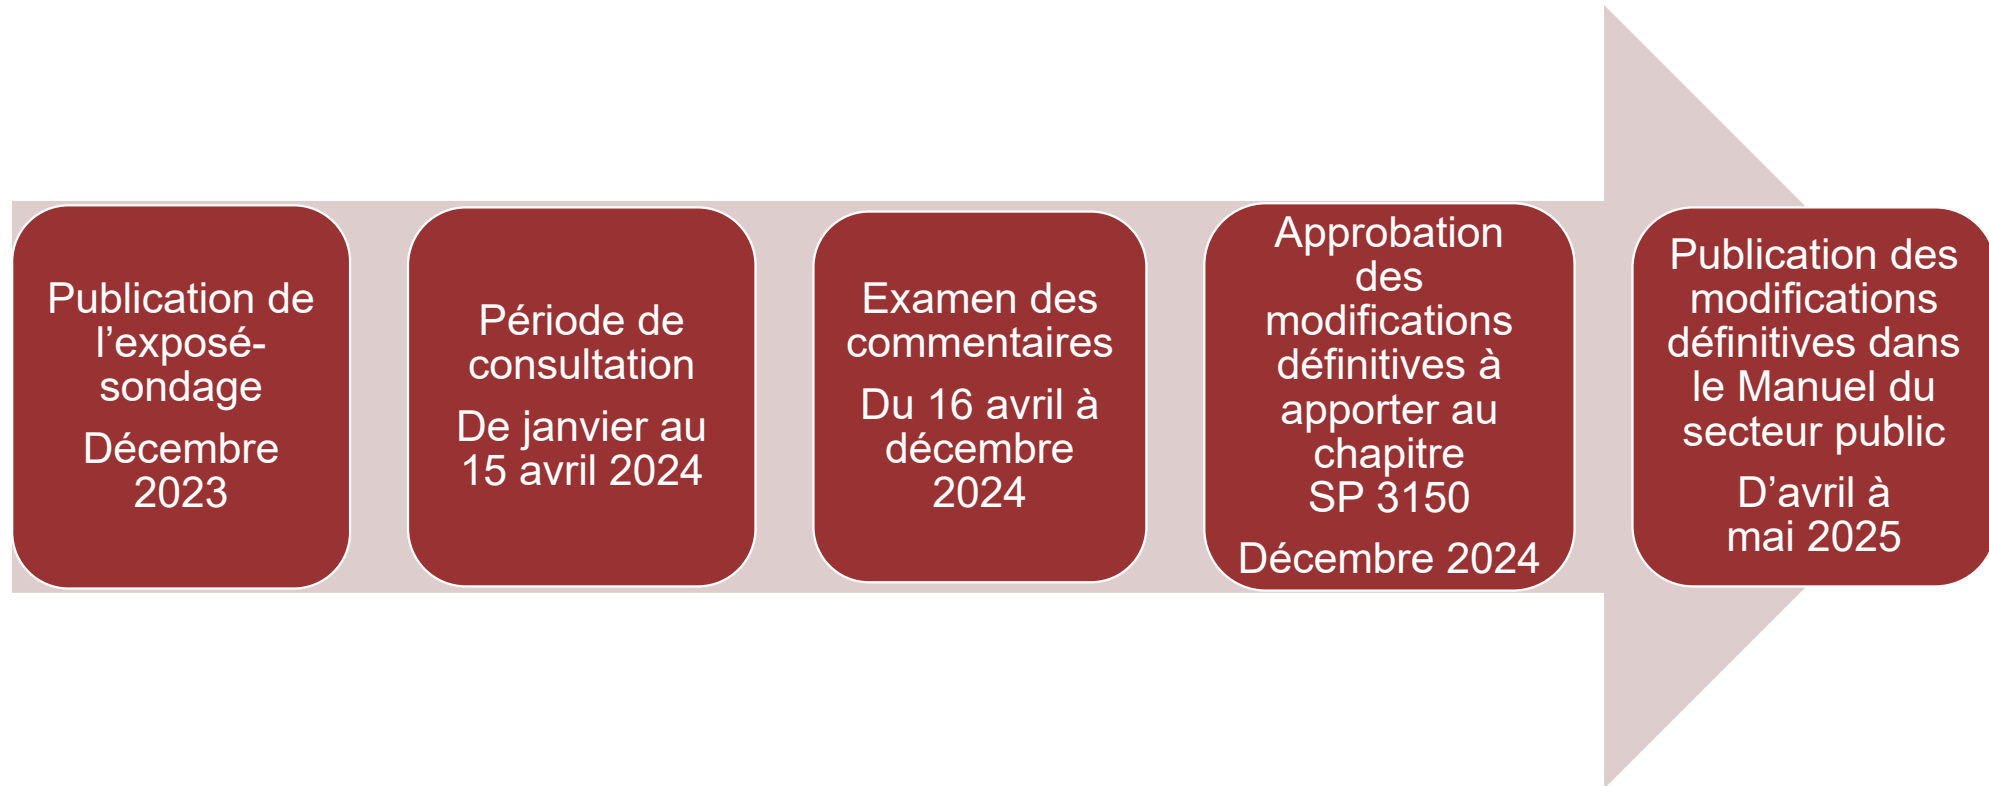 Publication de
l’exposé-
sondage
Décembre
2023
Période de
consultation
De janvier au
15 avril 2024
Examen des
commentaires
Du 16 avril à
décembre
2024
Approbation
des
modifications
définitives à
apporter au
chapitre
SP 3150
Décembre 2024
Publication des
modifications
définitives dans
le Manuel du
secteur public
D’avril à
mai 2025